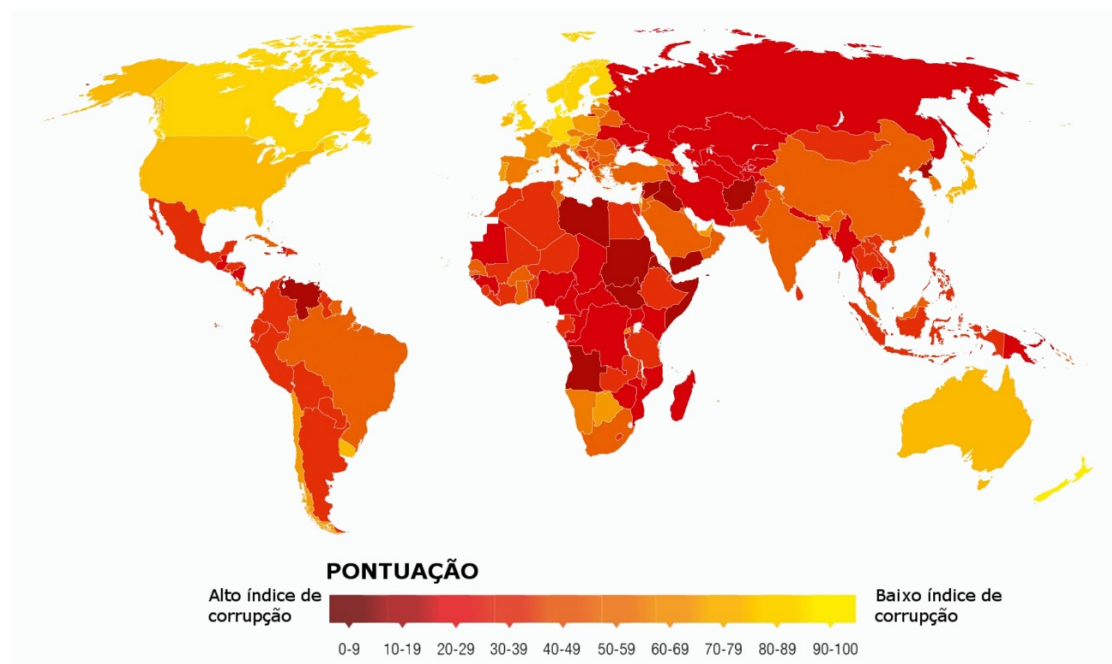 PONTUAÇÃO
Alto índice de
corrupção
Baixo índice de
corrupção
0-9 10-19 20-29 30-39 40-49 50-59 60-69 70-79 80-89 90-100